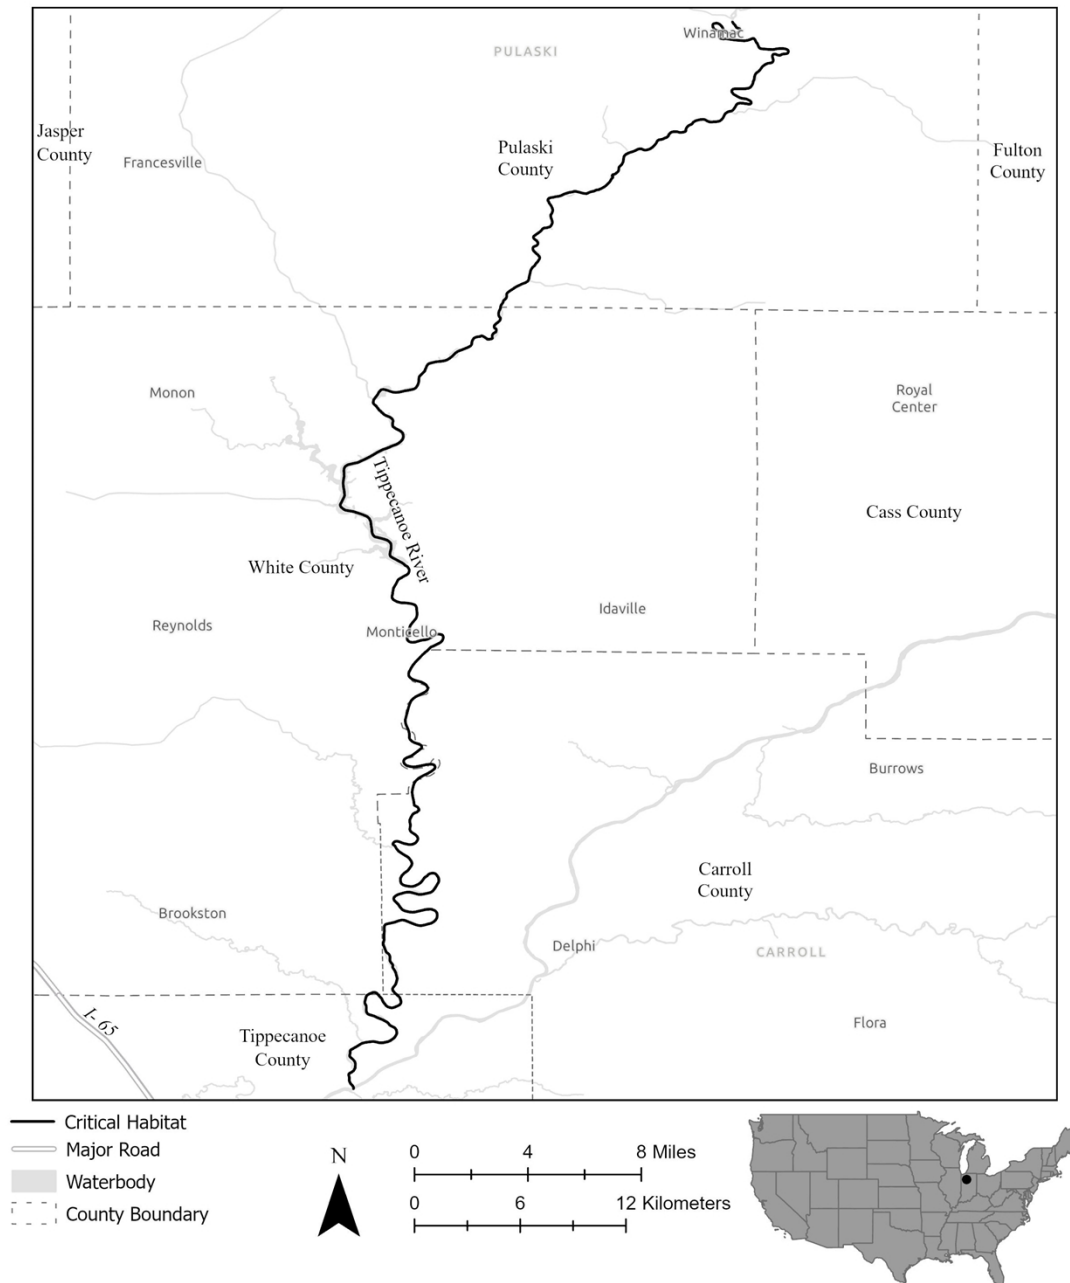 Winamac
PULASKI
Jasper
County
Francesville
Pulaski
County
Fulton
County
Monon
Royal
Center
Tippecanoe River
Cass County
White County
Reynolds
Monticello
Idaville
Burrows
Carroll
County
Brookston
Delphi
CARROLL
I- 65
Tippecanoe
County
Flora
Critical Habitat
Major Road
Waterbody
County Boundary
N
0 4 8 Miles
0 6 12 Kilometers